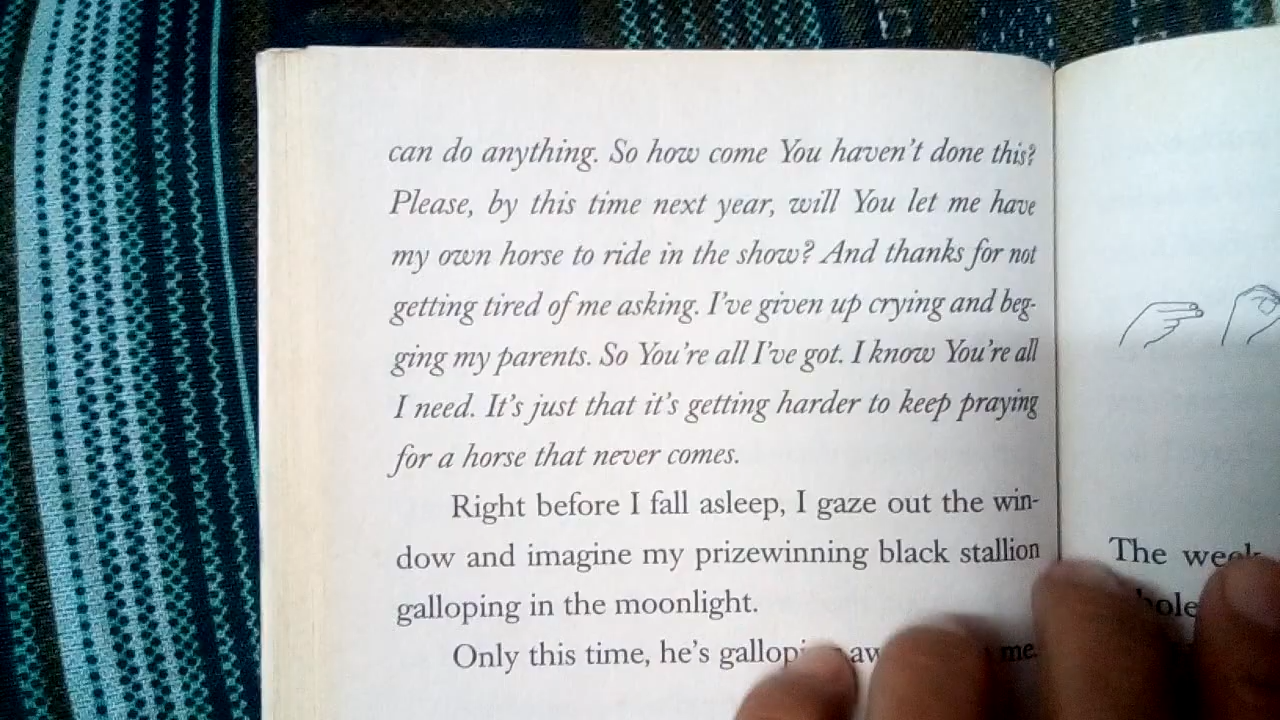 can do anything. So how come You haven't done this?
Please, by this time next year, will You let me have
my own horse to ride in the show? And thanks for not
getting tired of me asking. I've given up crying and beg-
ging my parents. So You're all I've got. I know You're all
I need. It's just that it's getting harder to keep praying
for a horse that never comes.
Right before I fall asleep, I gaze out the win-
dow and imagine my prizewinning black stallion
galloping in the moonlight.
Only this time, he's me.
The